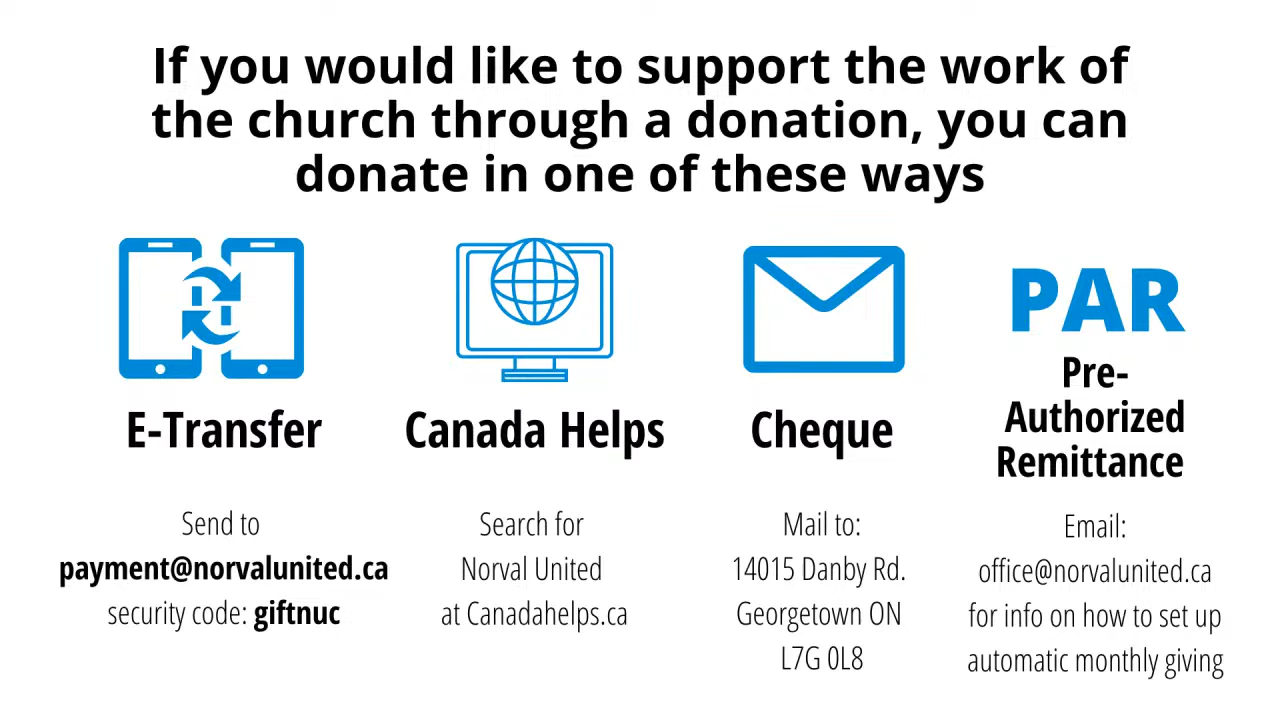 If you would like to support the work of
the church through a donation, you can
donate in one of these ways
E-Transfer
Send to
payment@norvalunited.ca
security code: giftnuc
Canada Helps
Search for
Norval United
at Canadahelps.ca
Cheque
Mail to:
14015 Danby Rd.
Georgetown ON
L7G 0L8
PAR
Pre-
Authorized
Remittance
Email:
office@norvalunited.ca
for info on how to set up
automatic monthly giving